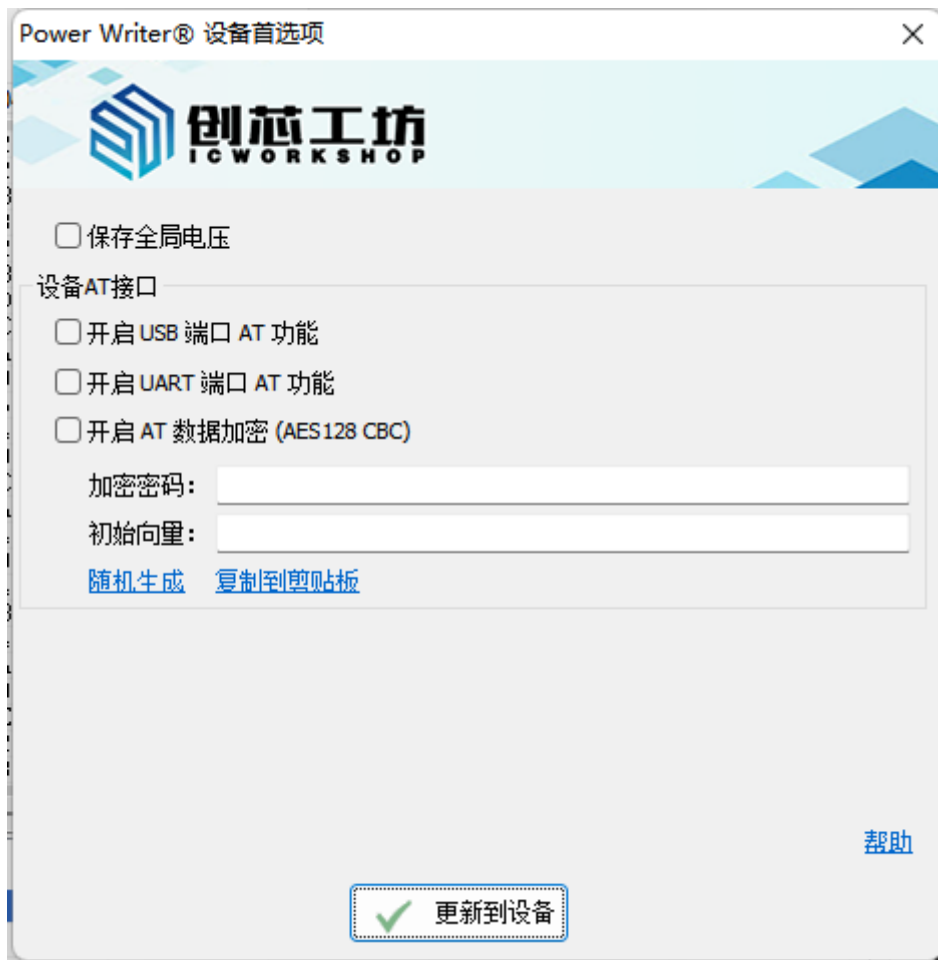 Power Writer® 设备首选项
创芯工坊
ICWORKSHOP
保存全局电压
设备AT接口
开启 USB 端口 AT 功能
开启 UART 端口 AT 功能
开启 AT 数据加密 (AES128 CBC)
加密密码：
初始向量：
随机生成 复制到剪贴板
帮助
更新到设备